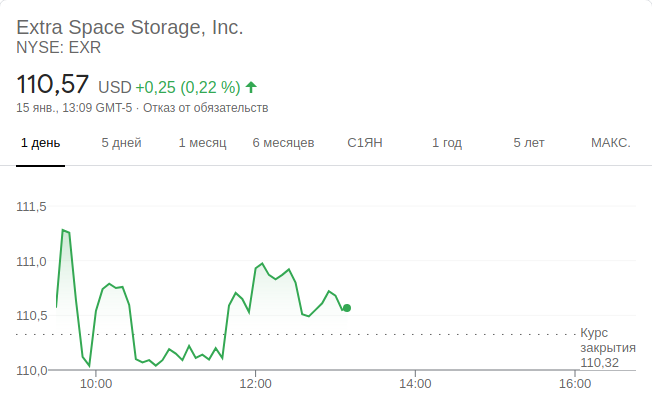 Extra Space Storage, Inc.
NYSE: EXR
110,57 USD +0,25 (0,22 %)
15 янв., 13:09 GMT-5 · Отказ от обязательств
1 день 5 дней 1 месяц 6 месяцев С1ЯН 1 год 5 лет МАКС.
111,5
111,0
110,5
Курс
закрытия
110,32
110,0
10:00 12:00 14:00 16:00